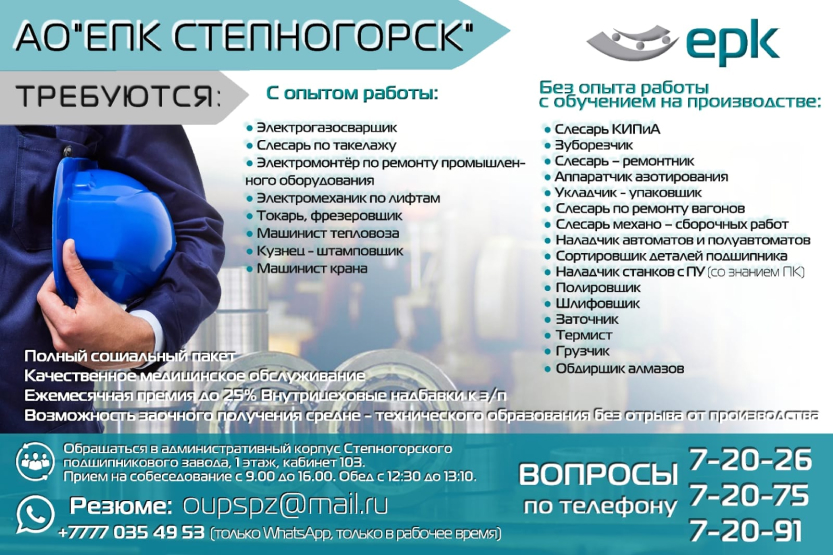 АО"ЕПК СТЕПНОГОРСК"
epk
ТРЕБУЮТСЯ:
С опытом работы:
• Электрогазосварщик
• Слесарь по такелажу
• Электромонтёр по ремонту промышлен-
ного оборудования
• Электромеханик по лифтам
• Токарь, фрезеровщик
• Машинист тепловоза
• Кузнец - штамповщик
• Машинист крана
Без опыта работы
с обучением на производстве:
• Слесарь КИПиА
• Зуборезчик
• Слесарь – ремонтник
• Аппаратчик азотирования
• Укладчик - упаковщик
• Слесарь по ремонту вагонов
• Слесарь механо – сборочных работ
• Наладчик автоматов и полуавтоматов
• Сортировщик деталей подшипника
• Наладчик станков с ПУ (со знанием ПК)
• Полировщик
• Шлифовщик
• Заточник
• Термист
• Грузчик
• Обдирщик алмазов
Полный социальный пакет
Качественное медицинское обслуживание
Ежемесячная премия до 25% Внутрицеховые надбавки к з/п
Возможность заочного получения средне - технического образования без отрыва от производства
Обращаться в административный корпус Степногорского
подшипникового завода, 1 этаж, кабинет 103.
Прием на собеседование с 9.00 до 16.00. Обед с 12:30 до 13:10.
Резюме: oupspz@mail.ru
+7777 035 49 53 (только WhatsApp, только в рабочее время)
ВОПРОСЫ
по телефону
7-20-26
7-20-75
7-20-91